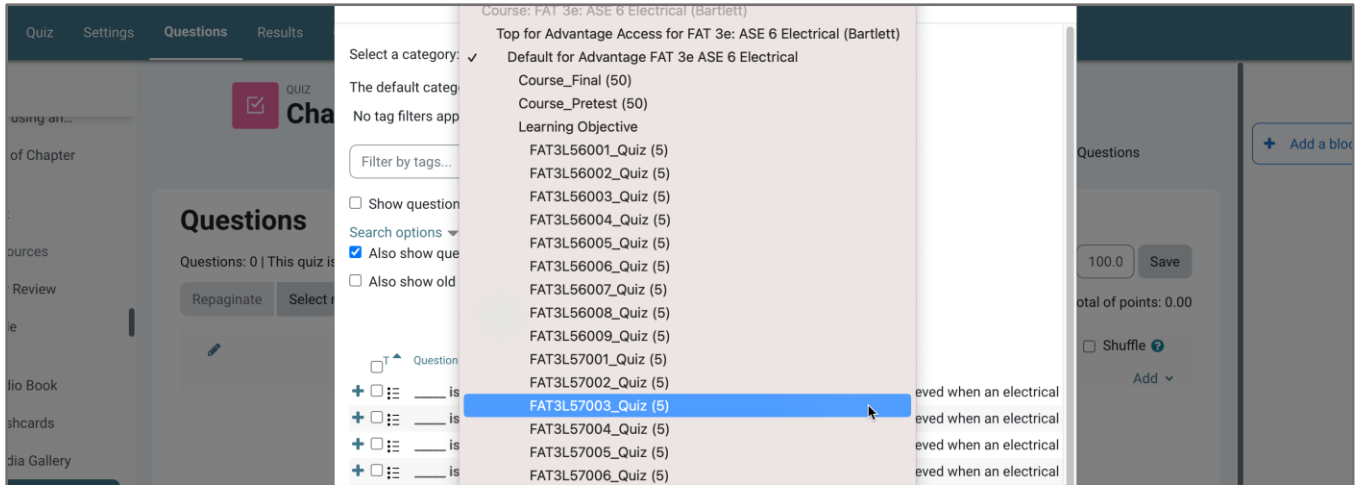 Quiz Settings Questions Results
using an...
of Chapter
ources
Review
dio Book
shcards
dia Gallery
QUIZ
Cha
Questions
Questions: 0 | This quiz is
Repaginate Select
Select a category:
The default categ
No tag filters app
Filter by tags...
Show question
Search options
Also show que
Also show old
T Question
____ is
____ is
____ is
____ is
Course: FAT 3e: ASE 6 Electrical (Bartlett)
Top for Advantage Access for FAT 3e: ASE 6 Electrical (Bartlett)
✓ Default for Advantage FAT 3e ASE 6 Electrical
Course_Final (50)
Course_Pretest (50)
Learning Objective
FAT3L56001_Quiz (5)
FAT3L56002_Quiz (5)
FAT3L56003_Quiz (5)
FAT3L56004_Quiz (5)
FAT3L56005_Quiz (5)
FAT3L56006_Quiz (5)
FAT3L56007_Quiz (5)
FAT3L56008_Quiz (5)
FAT3L56009_Quiz (5)
FAT3L57001_Quiz (5)
FAT3L57002_Quiz (5)
FAT3L57003_Quiz (5)
FAT3L57004_Quiz (5)
FAT3L57005_Quiz (5)
FAT3L57006_Quiz (5)
eved when an electrical
eved when an electrical
eved when an electrical
eved when an electrical
Questions
100.0 Save
otal of points: 0.00
Shuffle
Add
+ Add a bloc